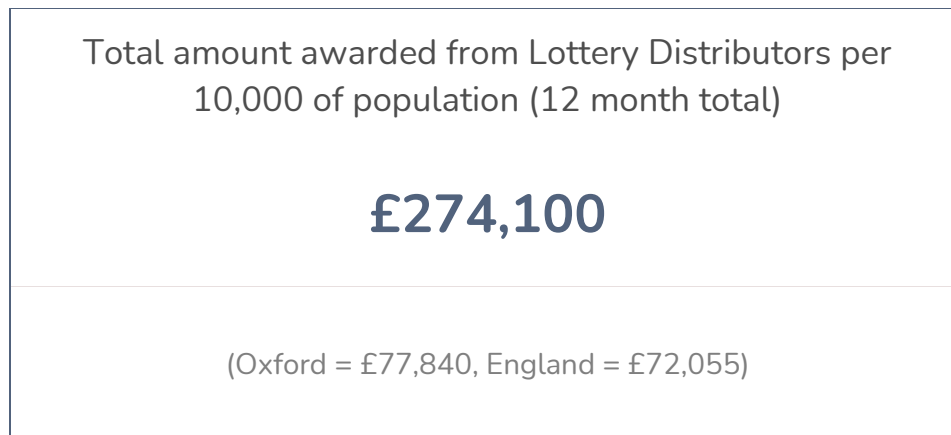 Total amount awarded from Lottery Distributors per
10,000 of population (12 month total)
£274,100
(Oxford = £77,840, England = £72,055)